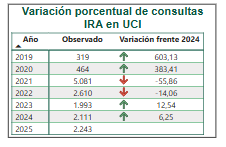 Variación porcentual de consultas
IRA en UCI
Año Observado Variación frente 2024
2019 319 603,13
2020 464 383,41
2021 5.081 -55,86
2022 2.610 -14,06
2023 1.993 12,54
2024 2.111 6,25
2025 2.243